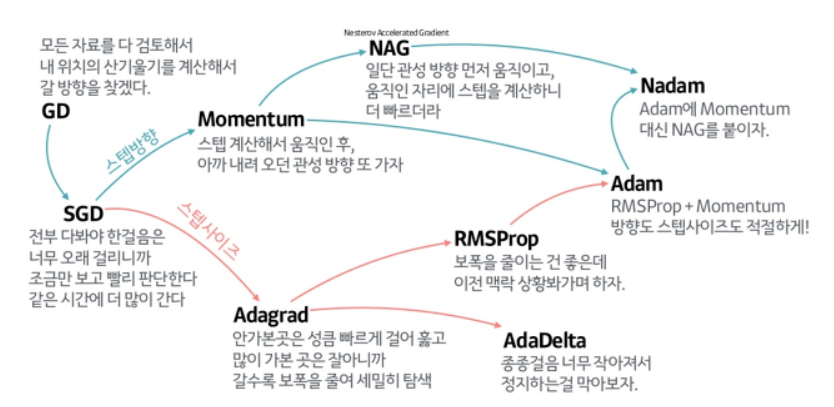 모든 자료를 다 검토해서
내 위치의 산기울기를 계산해서
갈 방향을 찾겠다.
GD
Nesterov Accelerated Gradient
NAG
일단 관성 방향 먼저 움직이고,
움직인 자리에 스텝을 계산하니
더 빠르더라
Nadam
Adam에 Momentum
대신 NAG를 붙이자.
Momentum
스텝 계산해서 움직인 후,
아까 내려 오던 관성 방향 또 가자
스텝방향
Adam
RMSProp + Momentum
방향도 스텝사이즈도 적절하게!
SGD
전부 다봐야 한걸음은
너무 오래 걸리니까
조금만 보고 빨리 판단한다
같은 시간에 더 많이 간다
스텝사이즈
RMSProp
보폭을 줄이는 건 좋은데
이전 맥락 상황봐가며 하자.
Adagrad
안가본곳은 성큼 빠르게 걸어 훓고
많이 가본 곳은 잘아니까
갈수록 보폭을 줄여 세밀히 탐색
AdaDelta
종종걸음 너무 작아져서
정지하는걸 막아보자.